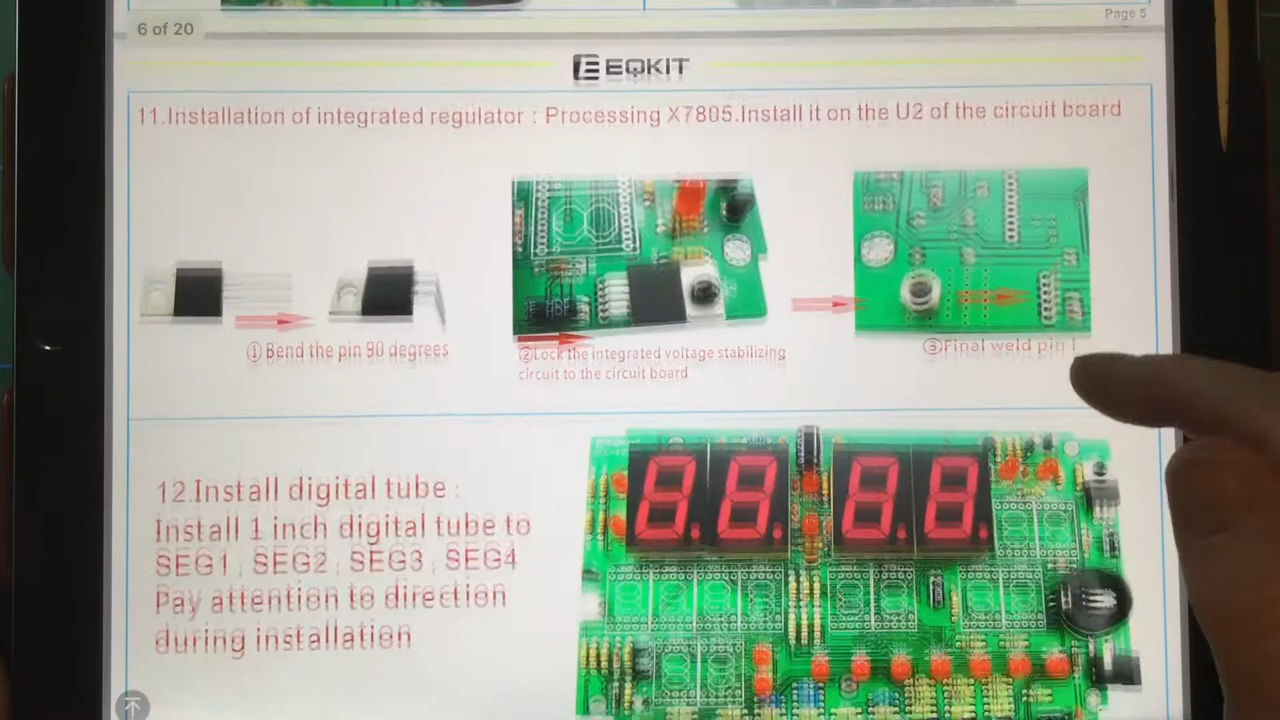 Page 5
6 of 20
EQKIT
11.Installation of integrated regulator : Processing X7805.Install it on the U2 of the circuit board
①Bend the pin 90 degrees
②Lock the integrated voltage stabilizing
circuit to the circuit board
③Final weld pin !
12.Install digital tube :
Install 1 inch digital tube to
SEG1, SEG2, SEG3, SEG4
Pay attention to direction
during installation